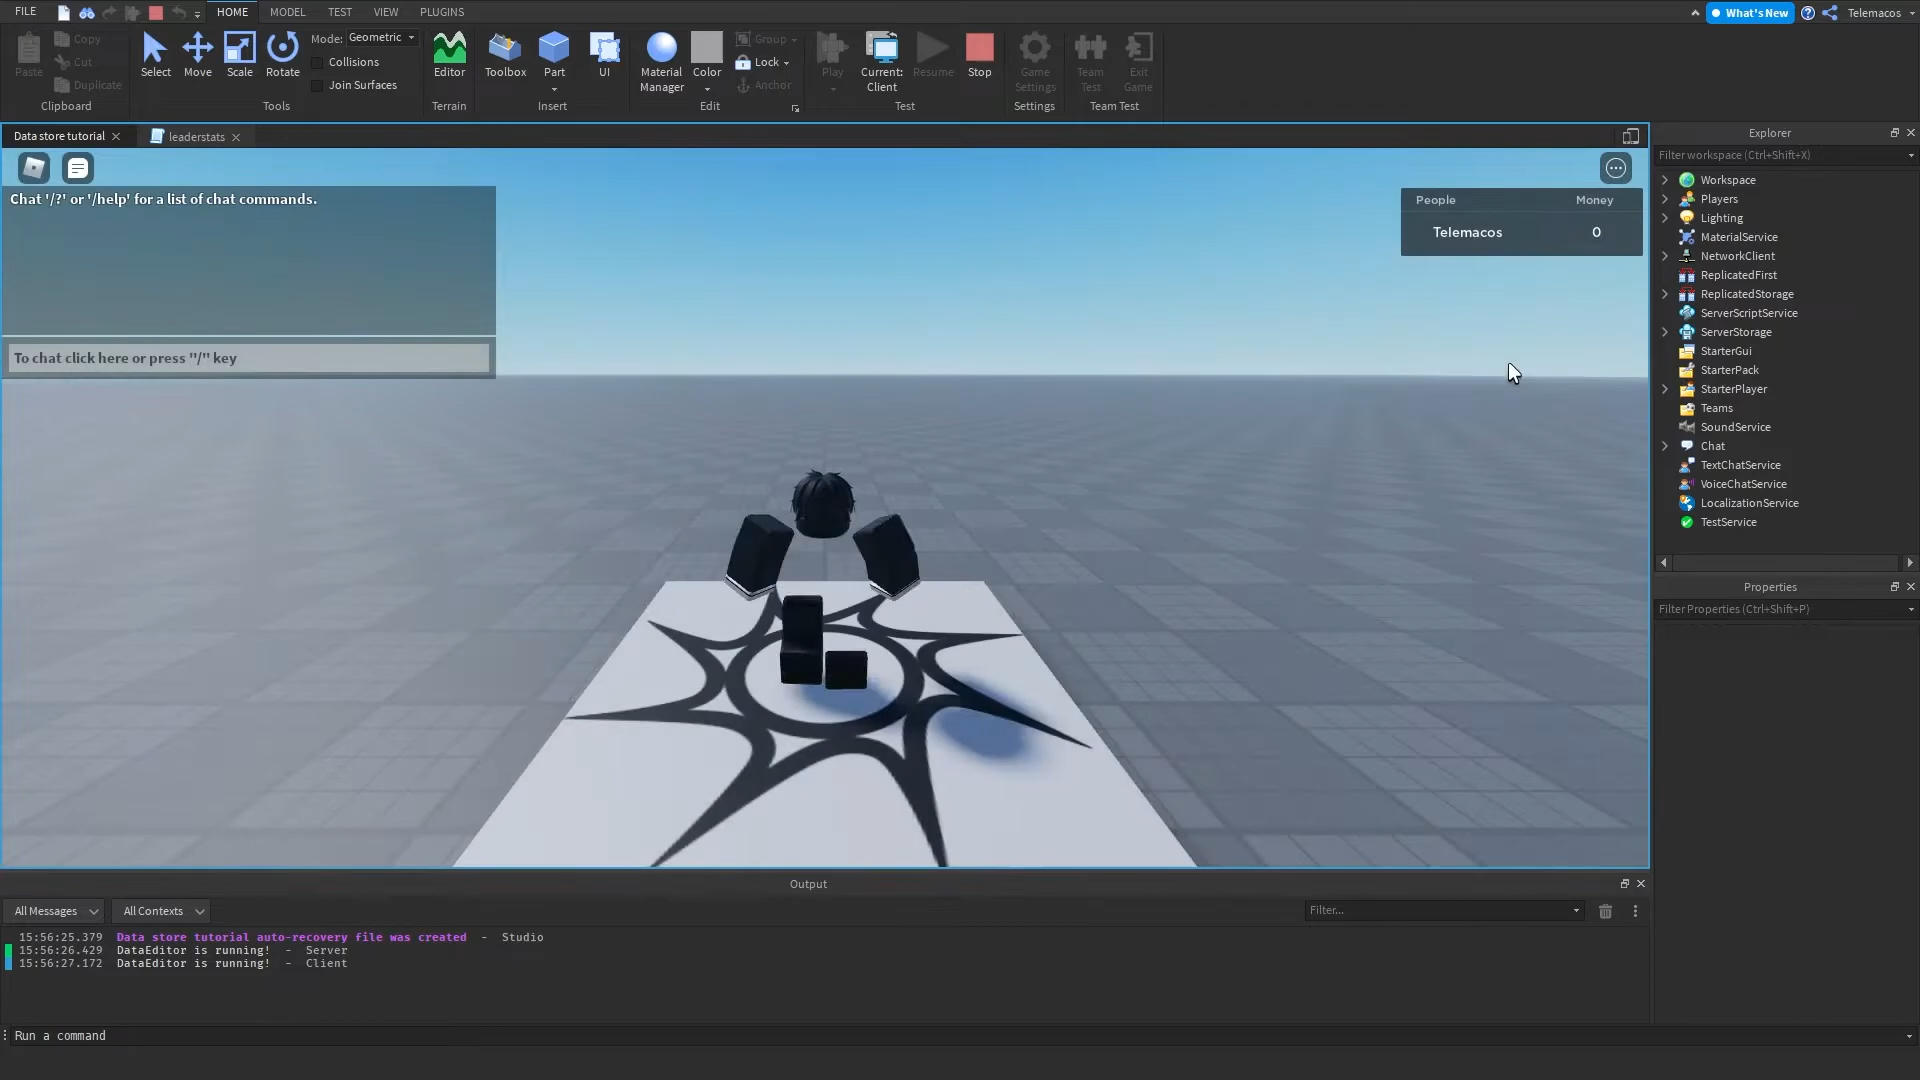 FILE HOME MODEL TEST VIEW PLUGINS What's New Telemacos
Paste Copy Cut Duplicate Clipboard
Select Move Scale Rotate Mode: Geometric Collisions Join Surfaces Tools
Editor Terrain
Toolbox Part UI Insert
Material Manager Color Group Lock Anchor Edit
Play Current: Client Resume Stop Test
Game Settings Settings
Team Test Exit Game Team Test
Data store tutorial leaderstats
Chat '/?' or '/help' for a list of chat commands.
To chat click here or press "/" key
People Money
Telemacos 0
Explorer
Filter workspace (Ctrl+Shift+X)
Workspace
Players
Lighting
MaterialService
NetworkClient
ReplicatedFirst
ReplicatedStorage
ServerScriptService
ServerStorage
StarterGui
StarterPack
StarterPlayer
Teams
SoundService
Chat
TextChatService
VoiceChatService
LocalizationService
TestService
Properties
Filter Properties (Ctrl+Shift+P)
Output
All Messages All Contexts Filter...
15:56:25.379 Data store tutorial auto-recovery file was created - Studio
15:56:26.429 DataEditor is running! - Server
15:56:27.172 DataEditor is running! - Client
Run a command